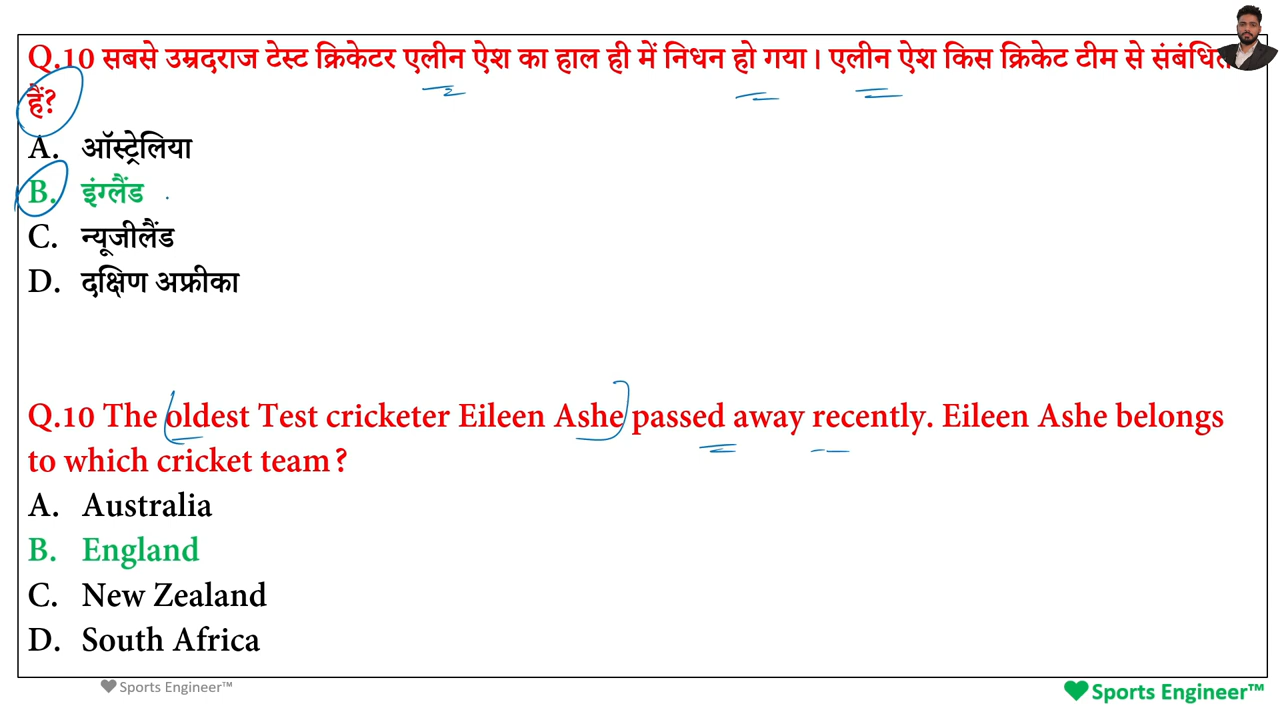 Q.10 सबसे उम्रदराज टेस्ट क्रिकेटर एलीन ऐश का हाल ही में निधन हो गया। एलीन ऐश किस क्रिकेट टीम से संबंधित
हैं?
A. ऑस्ट्रेलिया
B. इंग्लैंड
C. न्यूजीलैंड
D. दक्षिण अफ्रीका
Q.10 The oldest Test cricketer Eileen Ashe passed away recently. Eileen Ashe belongs
to which cricket team?
A. Australia
B. England
C. New Zealand
D. South Africa
Sports Engineer™
Sports Engineer™